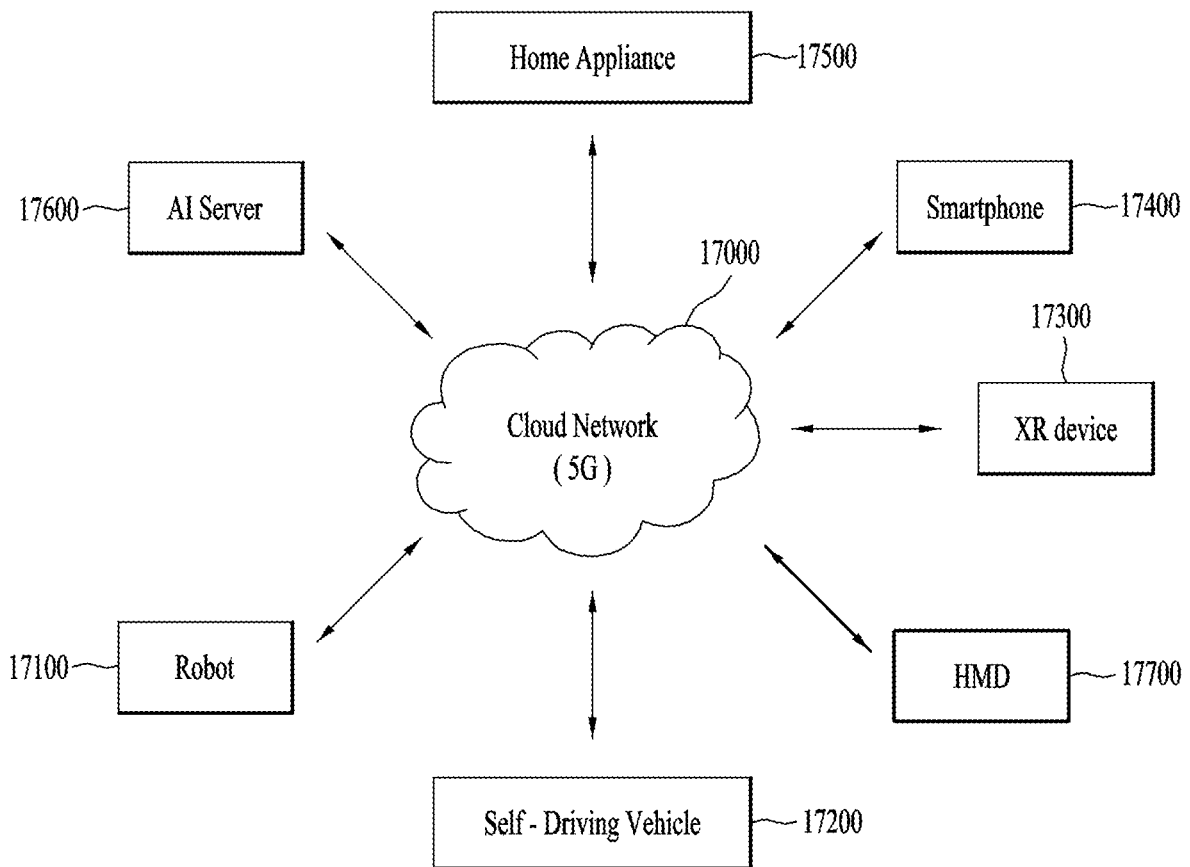 Home Appliance
17500
AI Server
17600
Smartphone
17400
17000
17300
Cloud Network
( 5G )
XR device
Robot
17100
HMD
17700
Self - Driving Vehicle
17200